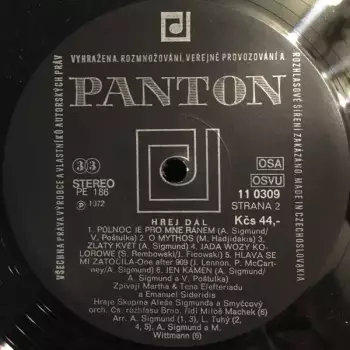 VYHRAŽENA. ROZMNOŽOVÁNÍ, VEŘEJNÉ PROVOZOVÁNÍ A
ROZHLASOVÉ ŠÍŘENÍ ZAKÁZÁNO. MADE IN CZECHOSLOVAKIA
VŠECHNA PRÁVA VÝROBCE A VLASTNÍKŮ AUTORSKÝCH PRÁV
PANTON
33
STEREO
PE 186
Ⓟ 1972
OSA
OSVU
11 0309
STRANA 2
Kčs 44,-
HŘEJ DÁL
1. PŮLNOC JE PRO MNE RÁNEM (A. Sigmund/
V. Poštulka) 2. O MYTHOS (M. Hadjidakis) 3.
ZLATÝ KVĚT (A. Sigmund) 4. JADA WOZY KO-
LOROWE (S. Rembowski/J. Ficowski) 5. HLAVA SE
MI ZATOČILA-One after 909 (J. Lennon, P. McCart-
ney/A. Sigmund) 6. JEN KÁMEN (A. Sigmund/
A. Sigmund a V. Poštulka)
Zpívají Martha & Tena Elefteriadu
a Emanuel Sideridis
Hraje Skupina Aleše Sigmunda a Smyčcový
orch. Čs. rozhlasu Brno, řídí Miloš Machek (6)
Arr.: A. Sigmund (1, 3), L. Tuhý (2,
4, 5), A. Sigmund a M.
Wittmann (6)